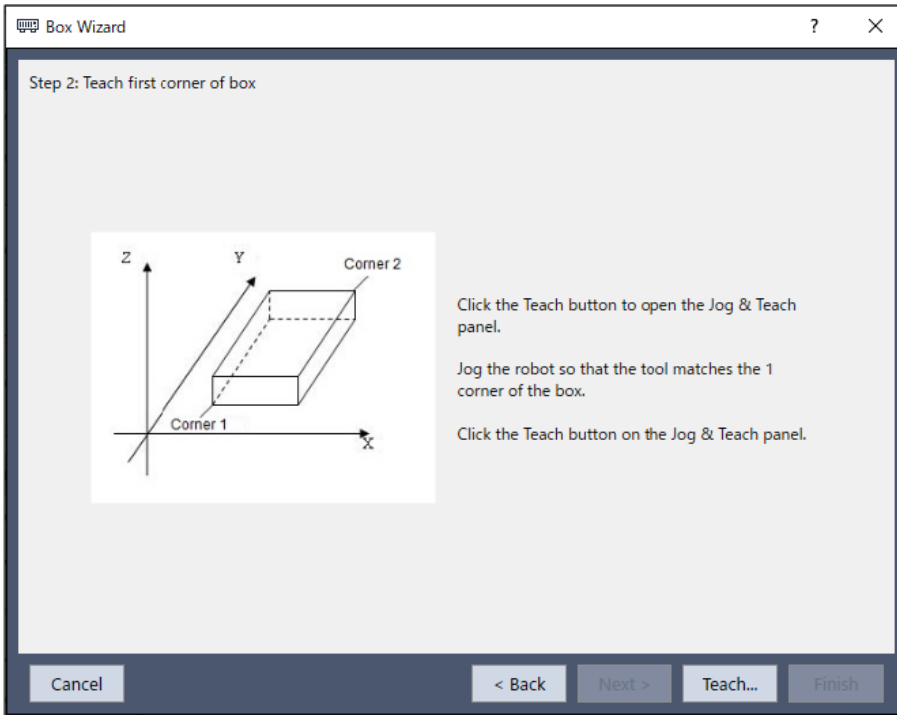 Box Wizard
?
Step 2: Teach first corner of box
Z
Y
Corner 2
Corner 1
X
Click the Teach button to open the Jog & Teach
panel.
Jog the robot so that the tool matches the 1
corner of the box.
Click the Teach button on the Jog & Teach panel.
Cancel
< Back
Next >
Teach...
Finish